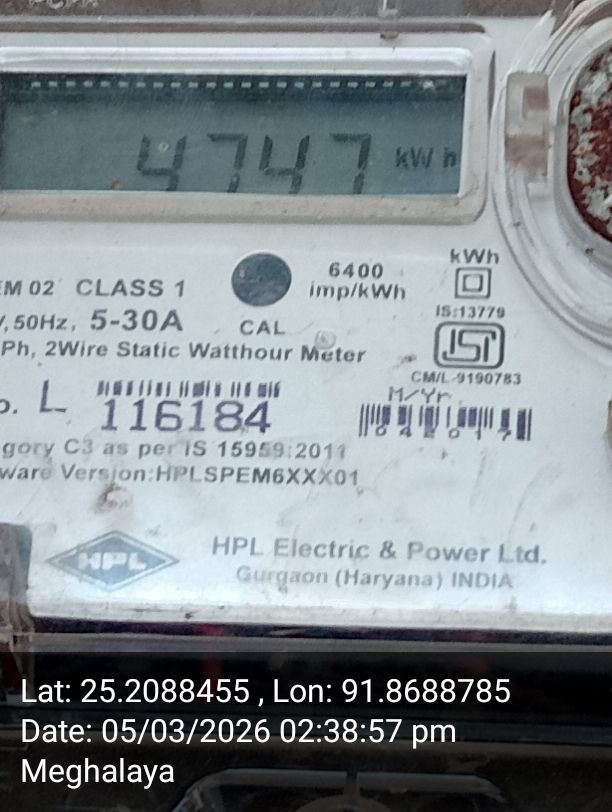 4747 kWh
kWh
6400
imp/kWh
EM 02 CLASS 1
V, 50Hz, 5-30A
CAL
IS:13779
Ph, 2Wire Static Watthour Meter
ISI
CM/L-9190783
M/Yr.
o. L 116184
042017
gory C3 as per IS 15959:2011
ware Version:HPLSPEM6XXX01
HPL
HPL Electric & Power Ltd.
Gurgaon (Haryana) INDIA
Lat: 25.2088455 , Lon: 91.8688785
Date: 05/03/2026 02:38:57 pm
Meghalaya